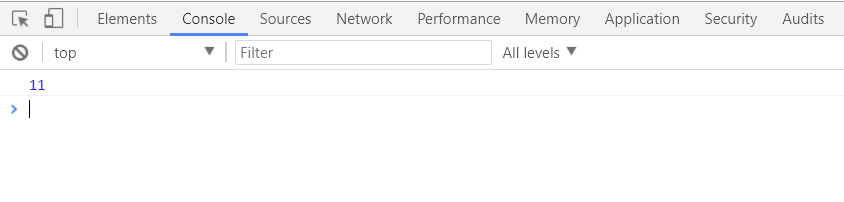 Elements Console Sources Network Performance Memory Application Security Audits
top Filter All levels
11